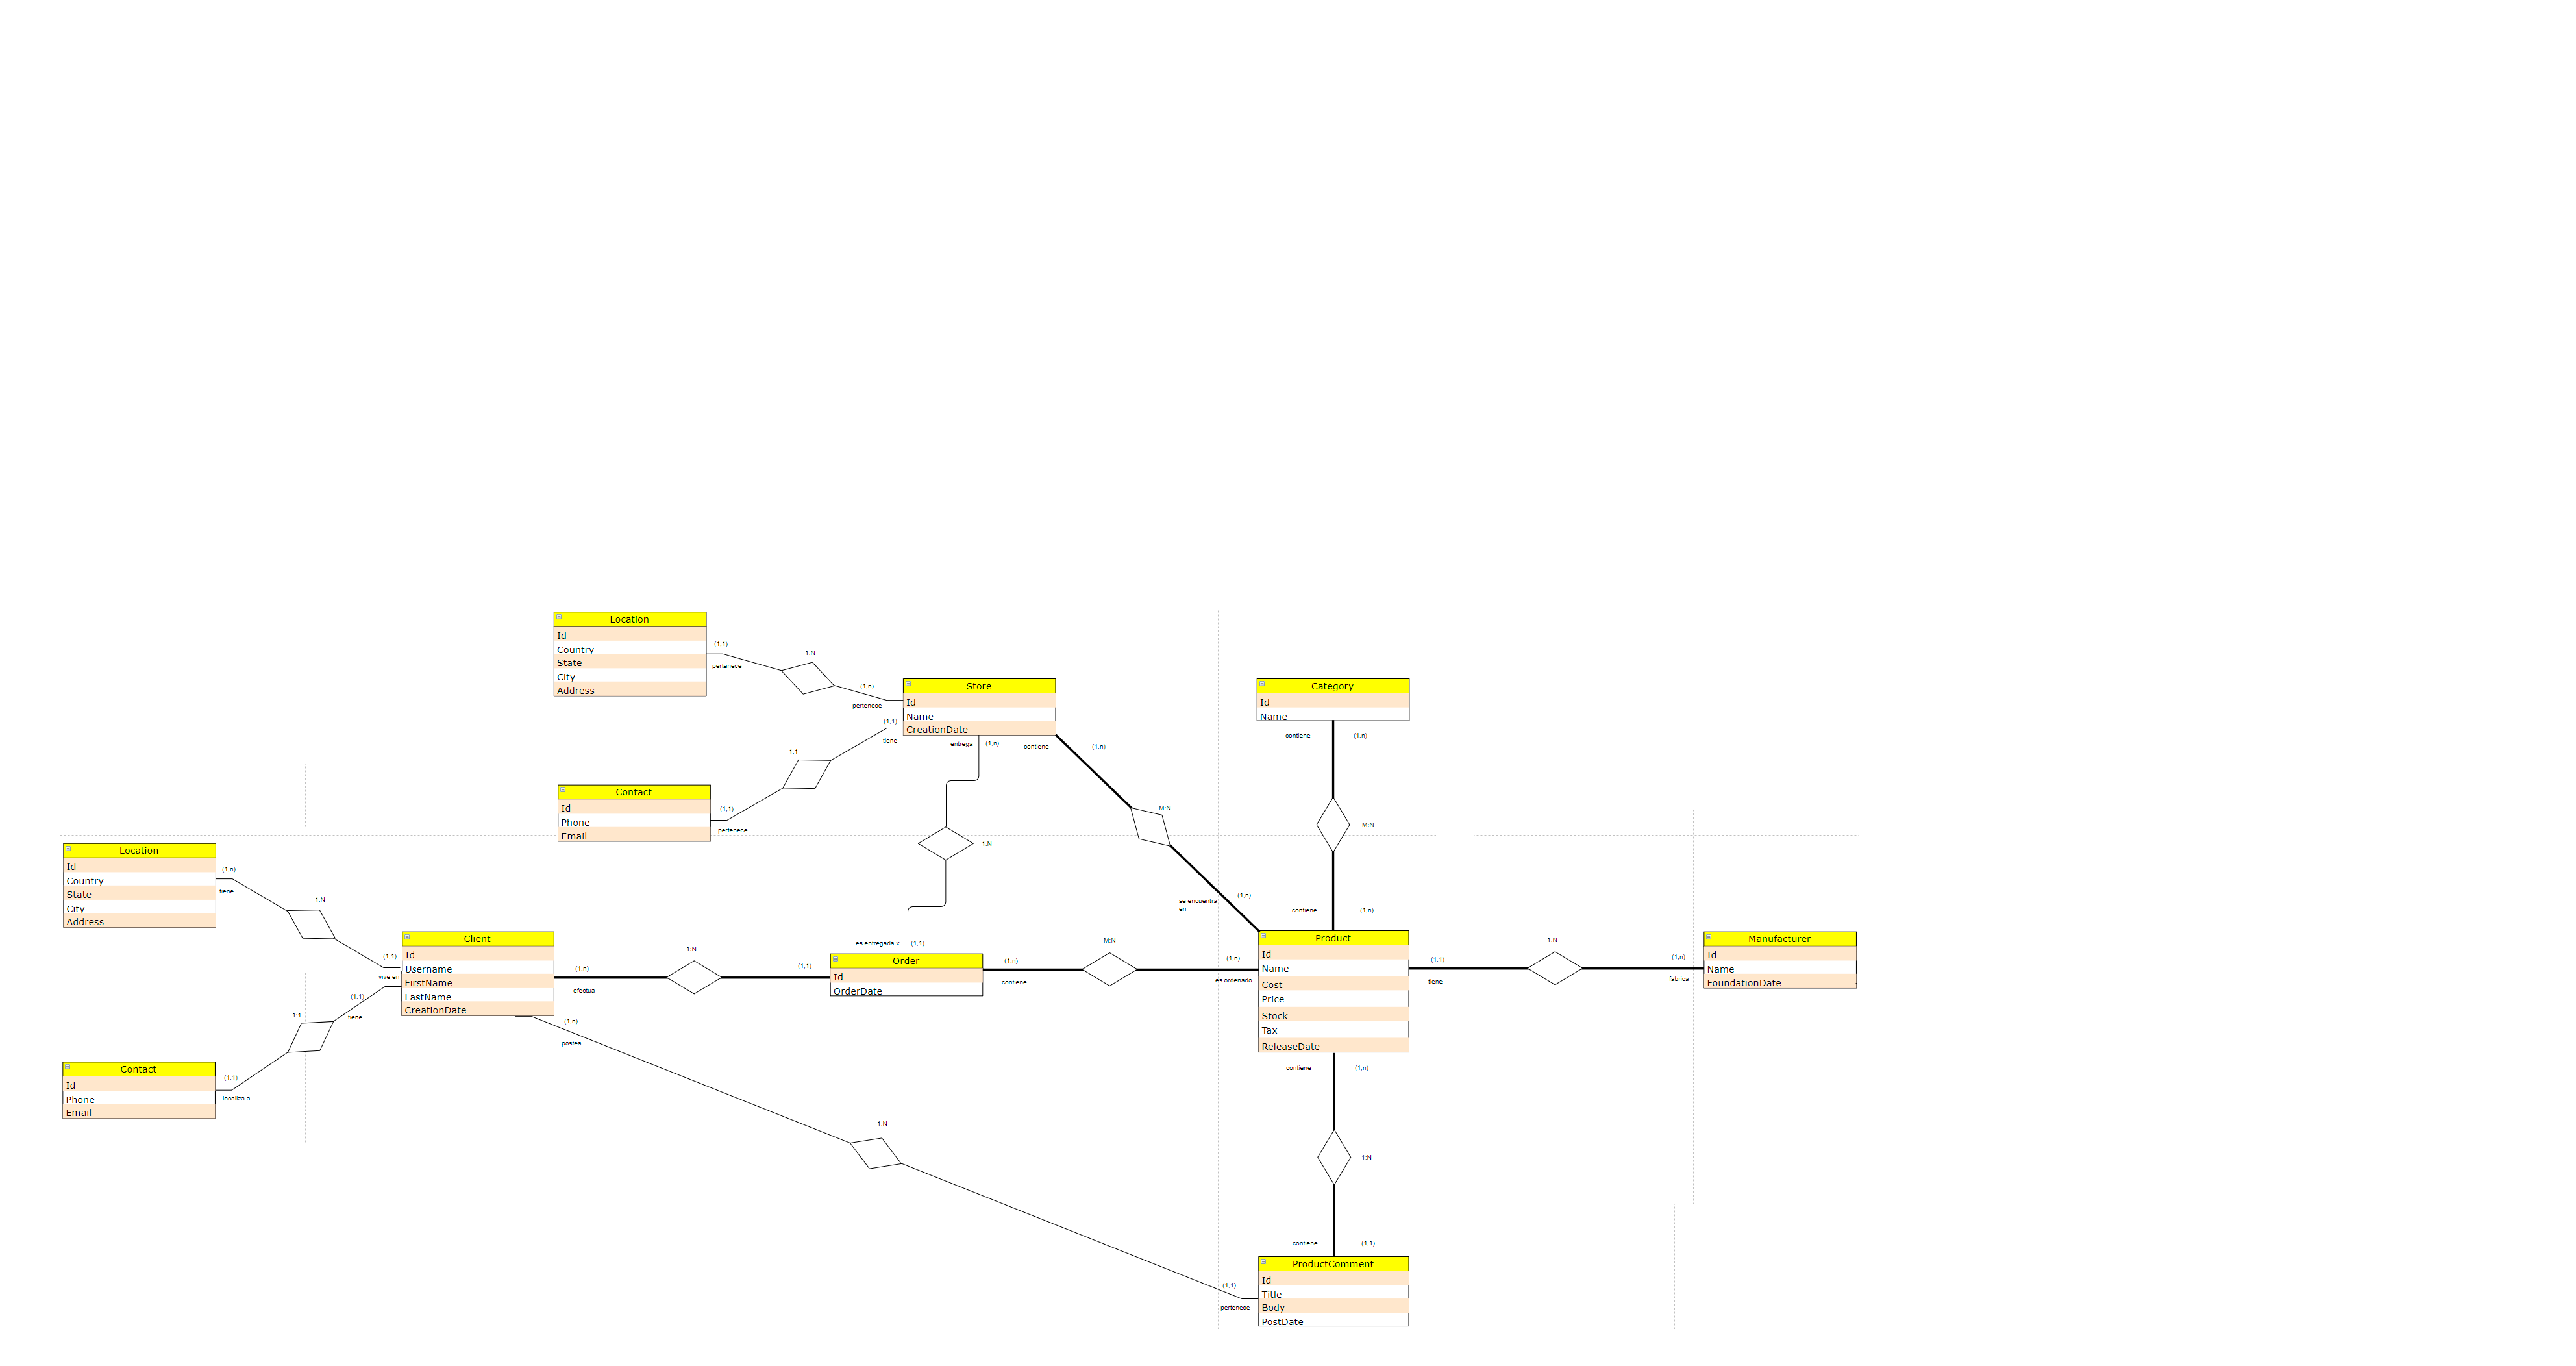 Location
Id
Country
State
City
Address
(1,1)
pertenece
1:N
(1,n)
pertenece
Store
Id
Name
CreationDate
(1,1)
tiene
1:1
Contact
Id
Phone
Email
(1,1)
pertenece
entrega
(1,n)
contiene
(1,n)
M:N
1:N
se encuentra
en
(1,n)
es entregada x
(1,1)
Category
Id
Name
contiene
(1,n)
M:N
contiene
(1,n)
Location
Id
Country
State
City
Address
(1,n)
tiene
1:N
(1,1)
vive en
Client
Id
Username
FirstName
LastName
CreationDate
(1,1)
tiene
1:1
Contact
Id
Phone
Email
(1,1)
localiza a
(1,n)
efectua
1:N
(1,1)
Order
Id
OrderDate
(1,n)
contiene
M:N
(1,n)
es ordenado
Product
Id
Name
Cost
Price
Stock
Tax
ReleaseDate
(1,1)
tiene
1:N
(1,n)
fabrica
Manufacturer
Id
Name
FoundationDate
(1,n)
postea
1:N
(1,1)
pertenece
contiene
(1,n)
1:N
contiene
(1,1)
ProductComment
Id
Title
Body
PostDate